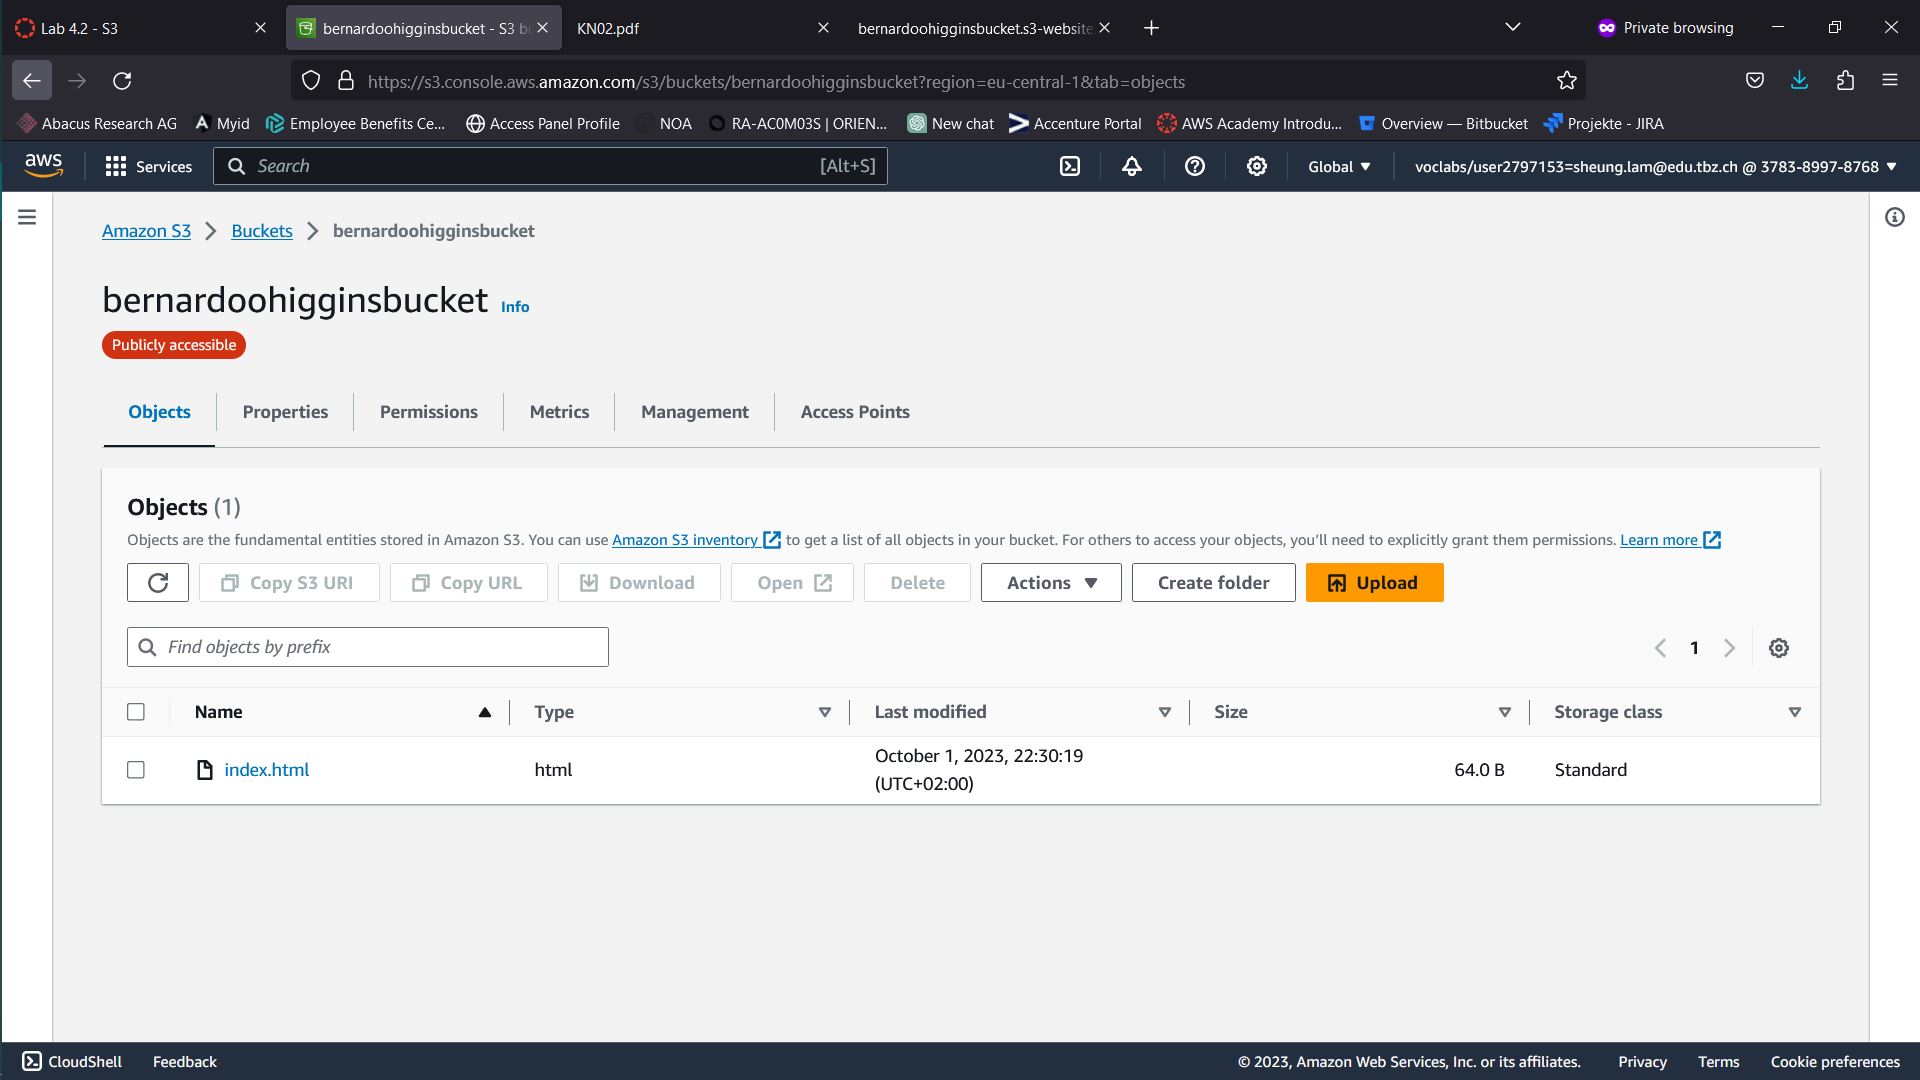 Lab 4.2 - S3
bernardoohigginsbucket - S3 bu
KN02.pdf
bernardoohigginsbucket.s3-website
Private browsing
https://s3.console.aws.amazon.com/s3/buckets/bernardoohigginsbucket?region=eu-central-1&tab=objects
Abacus Research AG
Myid
Employee Benefits Ce...
Access Panel Profile
NOA
RA-AC0M03S | ORIEN...
New chat
Accenture Portal
AWS Academy Introdu...
Overview — Bitbucket
Projekte - JIRA
aws
Services
Search
[Alt+S]
Global
voclabs/user2797153=sheung.lam@edu.tbz.ch @ 3783-8997-8768
Amazon S3
Buckets
bernardoohigginsbucket
bernardoohigginsbucket Info
Publicly accessible
Objects
Properties
Permissions
Metrics
Management
Access Points
Objects (1)
Objects are the fundamental entities stored in Amazon S3. You can use Amazon S3 inventory to get a list of all objects in your bucket. For others to access your objects, you'll need to explicitly grant them permissions. Learn more
Copy S3 URI
Copy URL
Download
Open
Delete
Actions
Create folder
Upload
Find objects by prefix
1
Name
Type
Last modified
Size
Storage class
index.html
html
October 1, 2023, 22:30:19
(UTC+02:00)
64.0 B
Standard
CloudShell
Feedback
© 2023, Amazon Web Services, Inc. or its affiliates.
Privacy
Terms
Cookie preferences